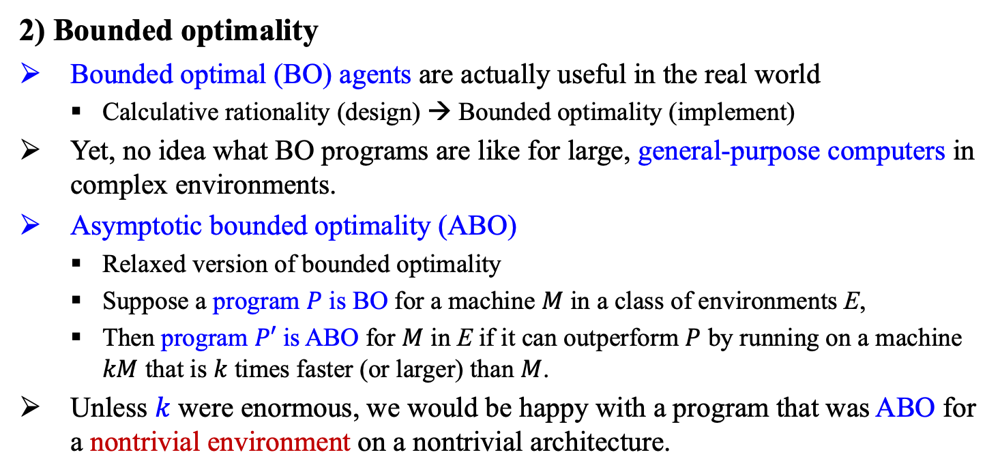 2) Bounded optimality
➢ Bounded optimal (BO) agents are actually useful in the real world
▪ Calculative rationality (design) → Bounded optimality (implement)
➢ Yet, no idea what BO programs are like for large, general-purpose computers in
complex environments.
➢ Asymptotic bounded optimality (ABO)
▪ Relaxed version of bounded optimality
▪ Suppose a program P is BO for a machine M in a class of environments E,
▪ Then program P′ is ABO for M in E if it can outperform P by running on a machine
kM that is k times faster (or larger) than M.
➢ Unless k were enormous, we would be happy with a program that was ABO for
a nontrivial environment on a nontrivial architecture.